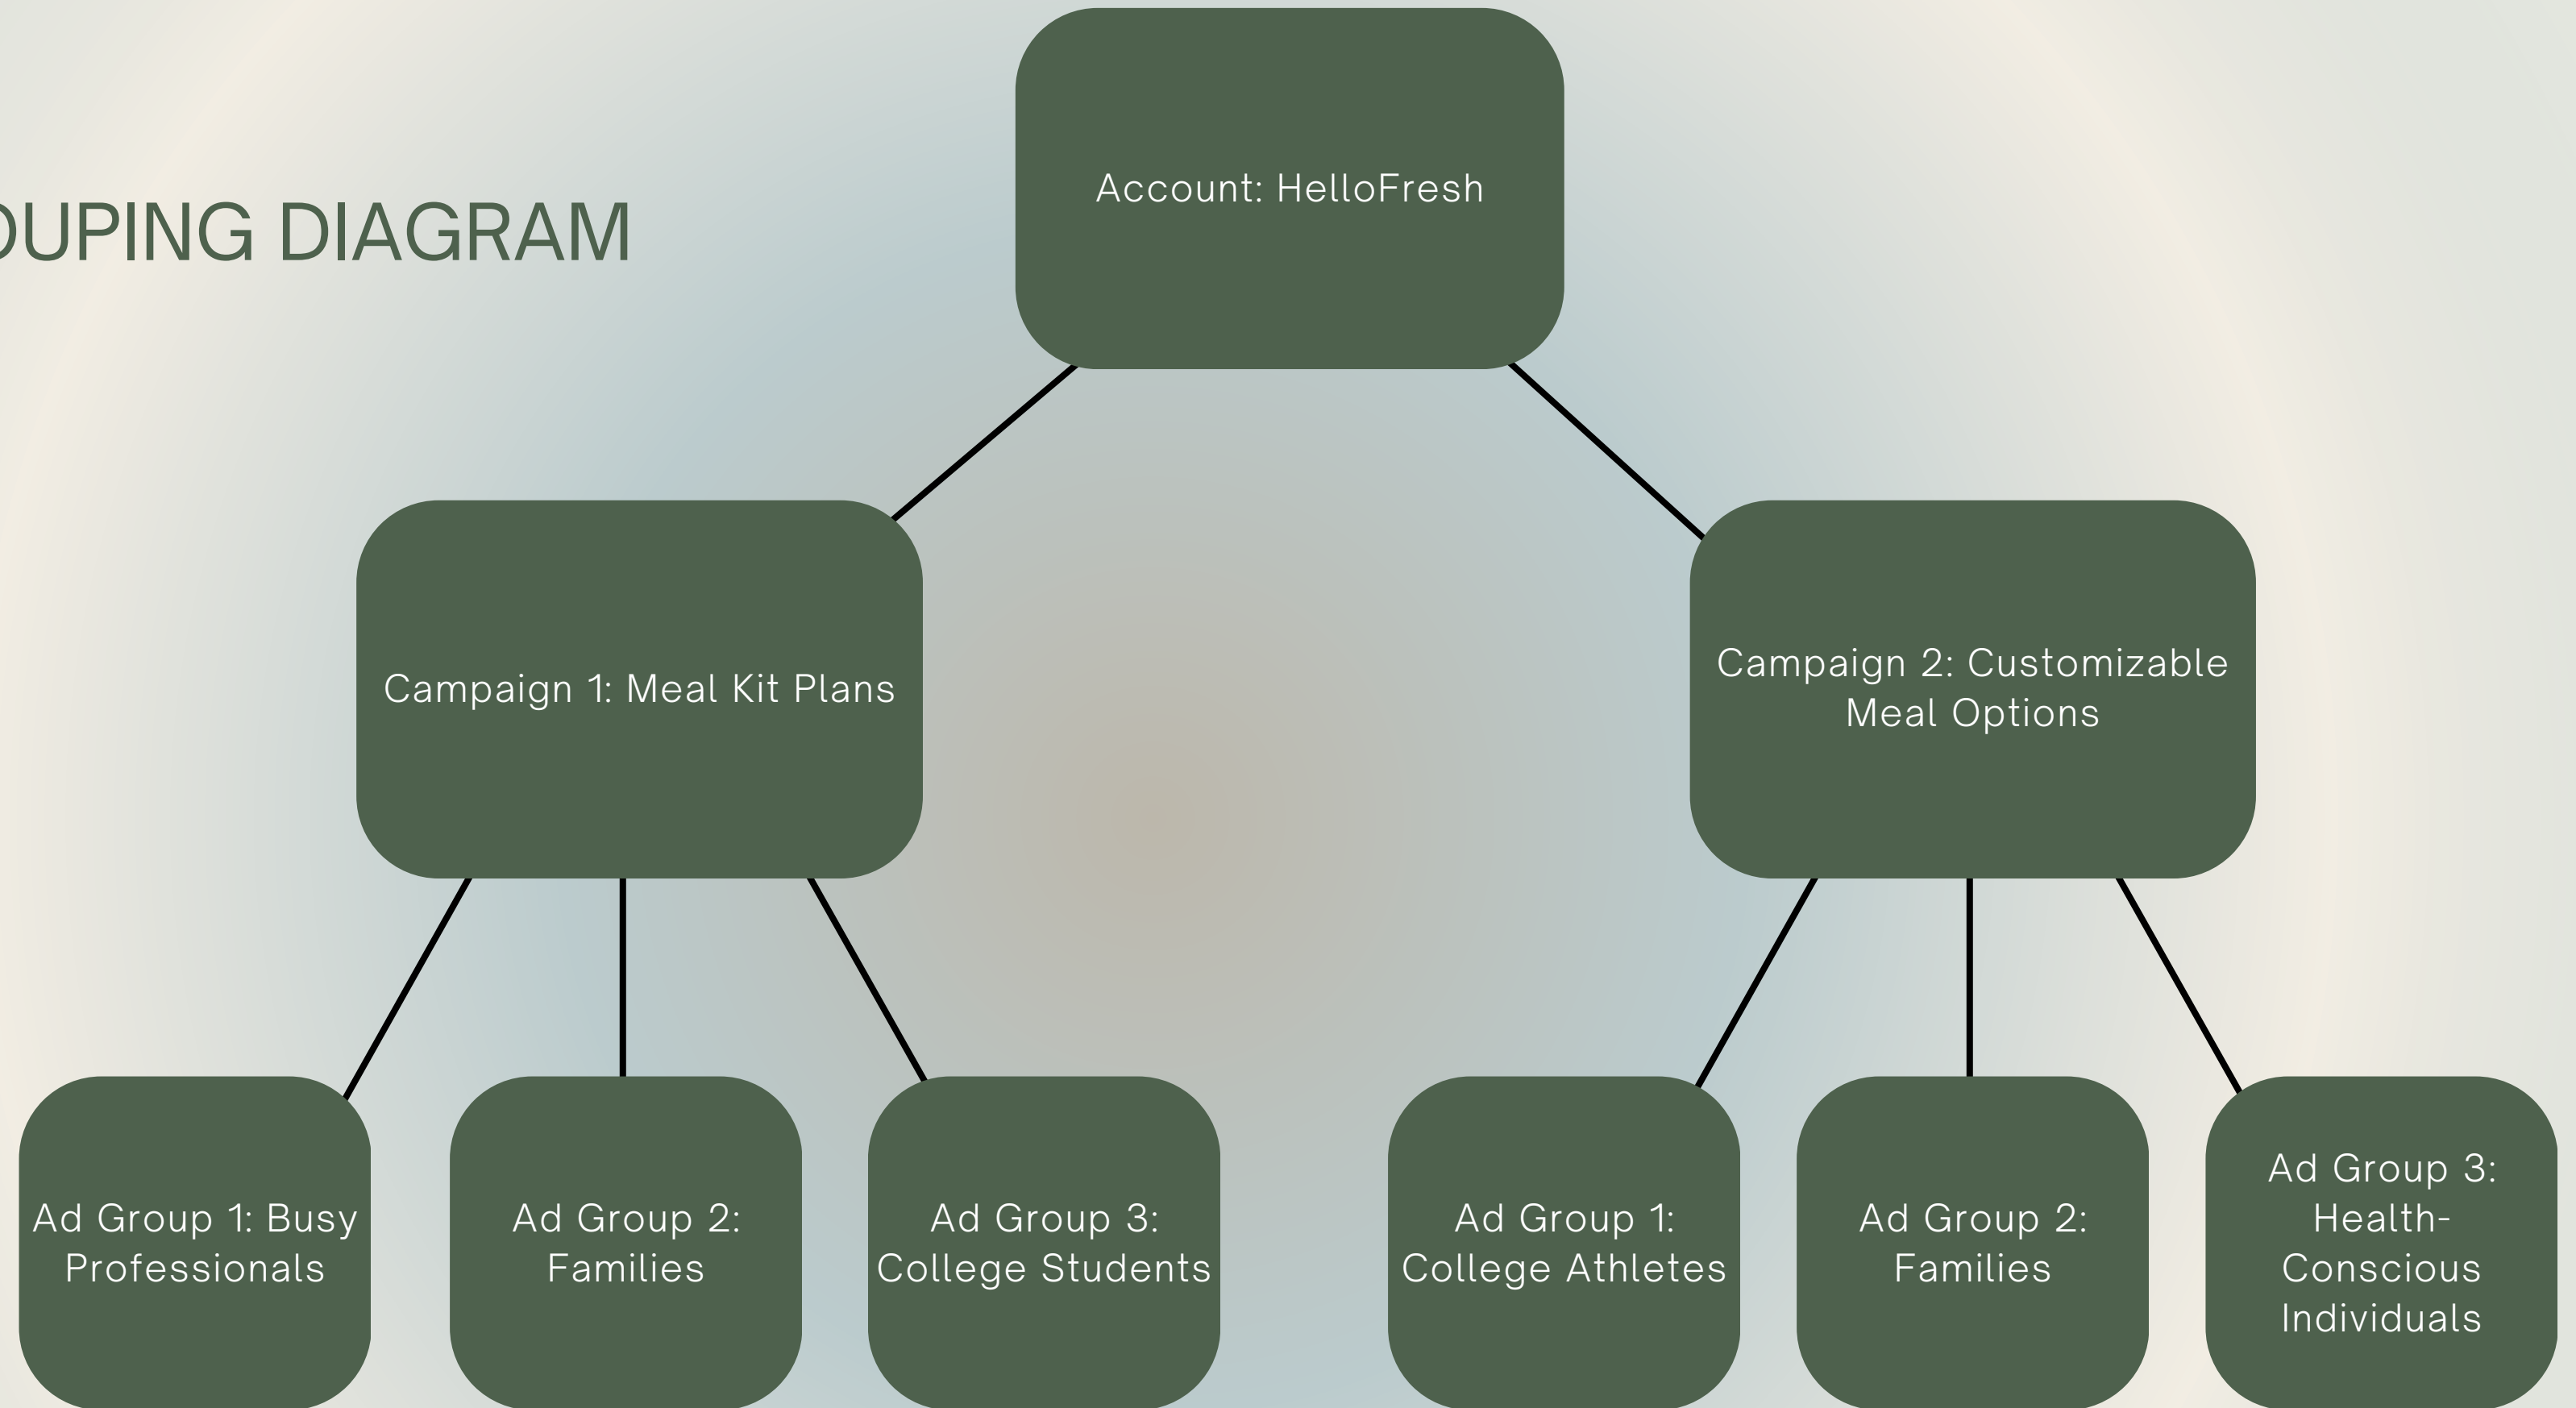 Account: HelloFresh
OUPING DIAGRAM
Campaign 1: Meal Kit Plans
Campaign 2: Customizable
Meal Options
Ad Group 1: Busy
Professionals
Ad Group 2:
Families
Ad Group 3:
College Students
Ad Group 1:
College Athletes
Ad Group 2:
Families
Ad Group 3:
Health-
Conscious
Individuals